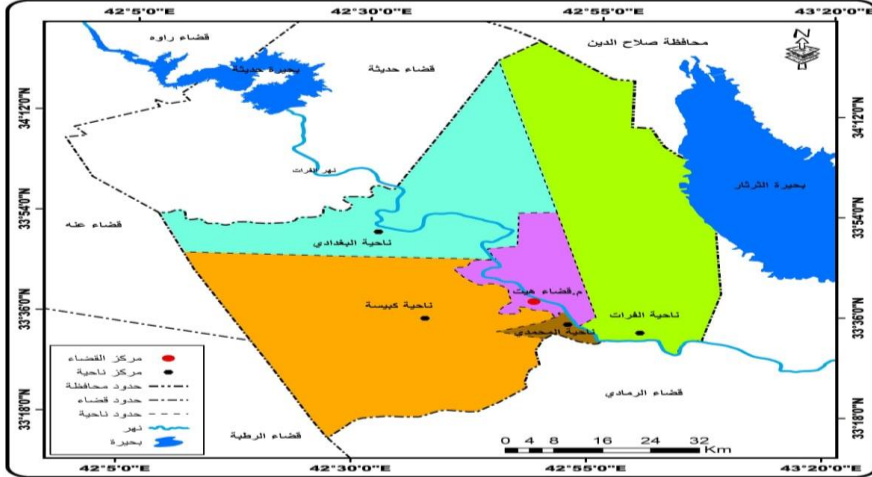 42°5'0"E 42°30'0"E 42°55'0"E 43°20'0"E
قضاء راوه
محافظة صلاح الدين
N
بحيرة حديثة
قضاء حديثة
34°12'0"N
34°12'0"N
نهر الفرات
بحيرة الثرثار
33°54'0"N
33°54'0"N
قضاء عنه
ناحية البغدادي
م.قضاء هيت
ناحية كبيسة
ناحية الفرات
33°36'0"N
33°36'0"N
ناحية المحمدي
مركز القضاء
مركز ناحية
حدود محافظة
حدود قضاء
حدود ناحية
نهر
بحيرة
قضاء الرمادي
33°18'0"N
33°18'0"N
قضاء الرطبة
0 4 8 16 24 32
Km
42°5'0"E 42°30'0"E 42°55'0"E 43°20'0"E